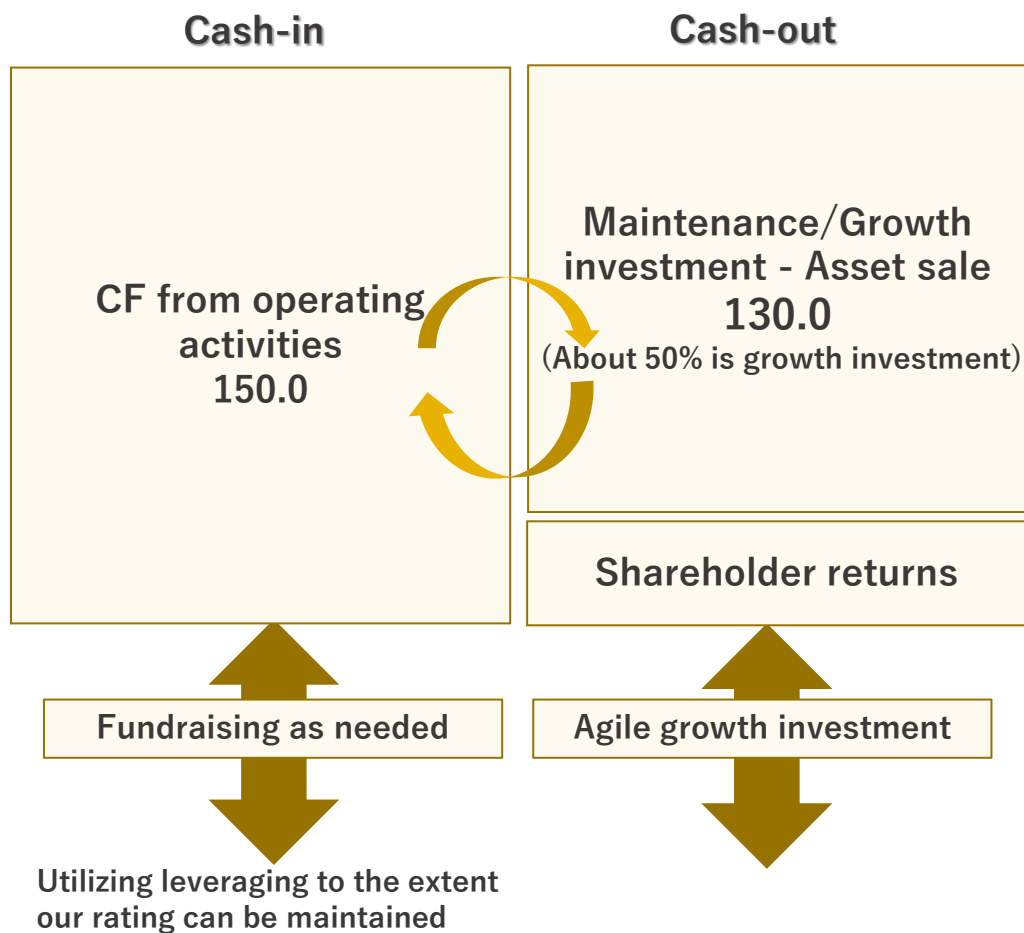 Cash-in
CF from operating
activities
150.0
Fundraising as needed
Utilizing leveraging to the extent
our rating can be maintained
Cash-out
Maintenance/Growth
investment - Asset sale
130.0
(About 50% is growth investment)
Shareholder returns
Agile growth investment